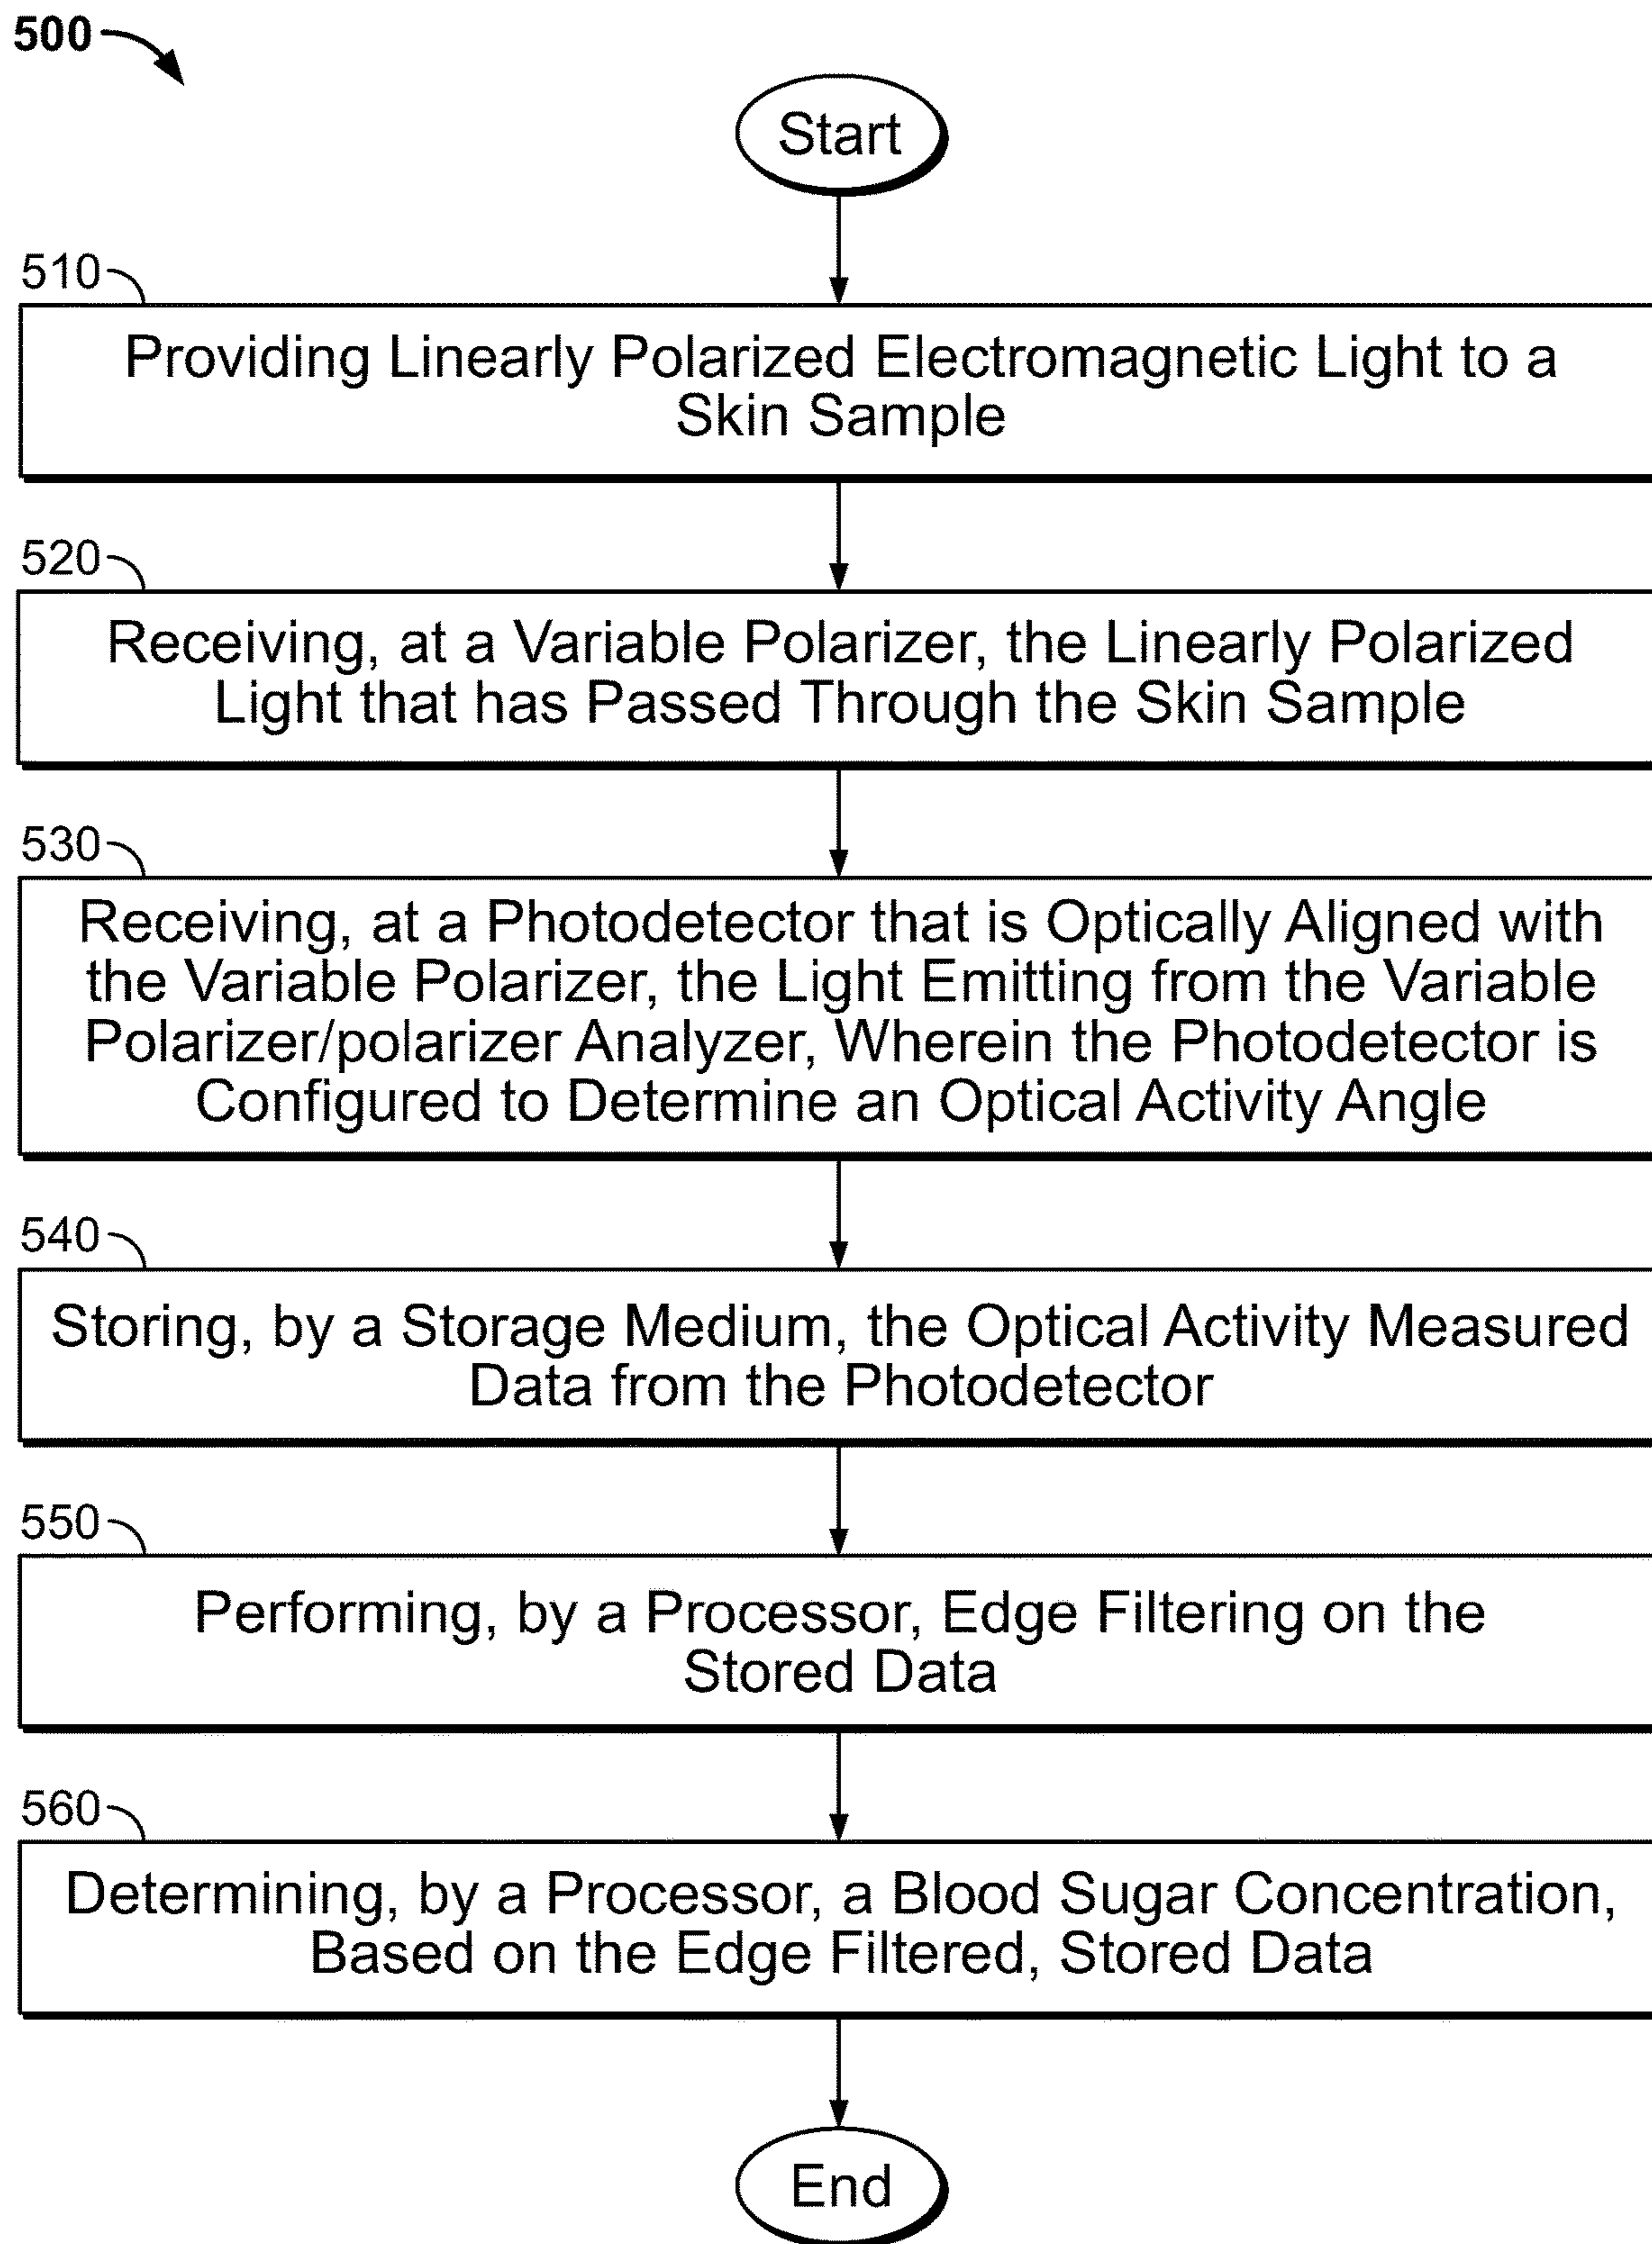 500
Start
510
Providing Linearly Polarized Electromagnetic Light to a
Skin Sample
520
Receiving, at a Variable Polarizer, the Linearly Polarized
Light that has Passed Through the Skin Sample
530
Receiving, at a Photodetector that is Optically Aligned with
the Variable Polarizer, the Light Emitting from the Variable
Polarizer/polarizer Analyzer, Wherein the Photodetector is
Configured to Determine an Optical Activity Angle
540
Storing, by a Storage Medium, the Optical Activity Measured
Data from the Photodetector
550
Performing, by a Processor, Edge Filtering on the
Stored Data
560
Determining, by a Processor, a Blood Sugar Concentration,
Based on the Edge Filtered, Stored Data
End